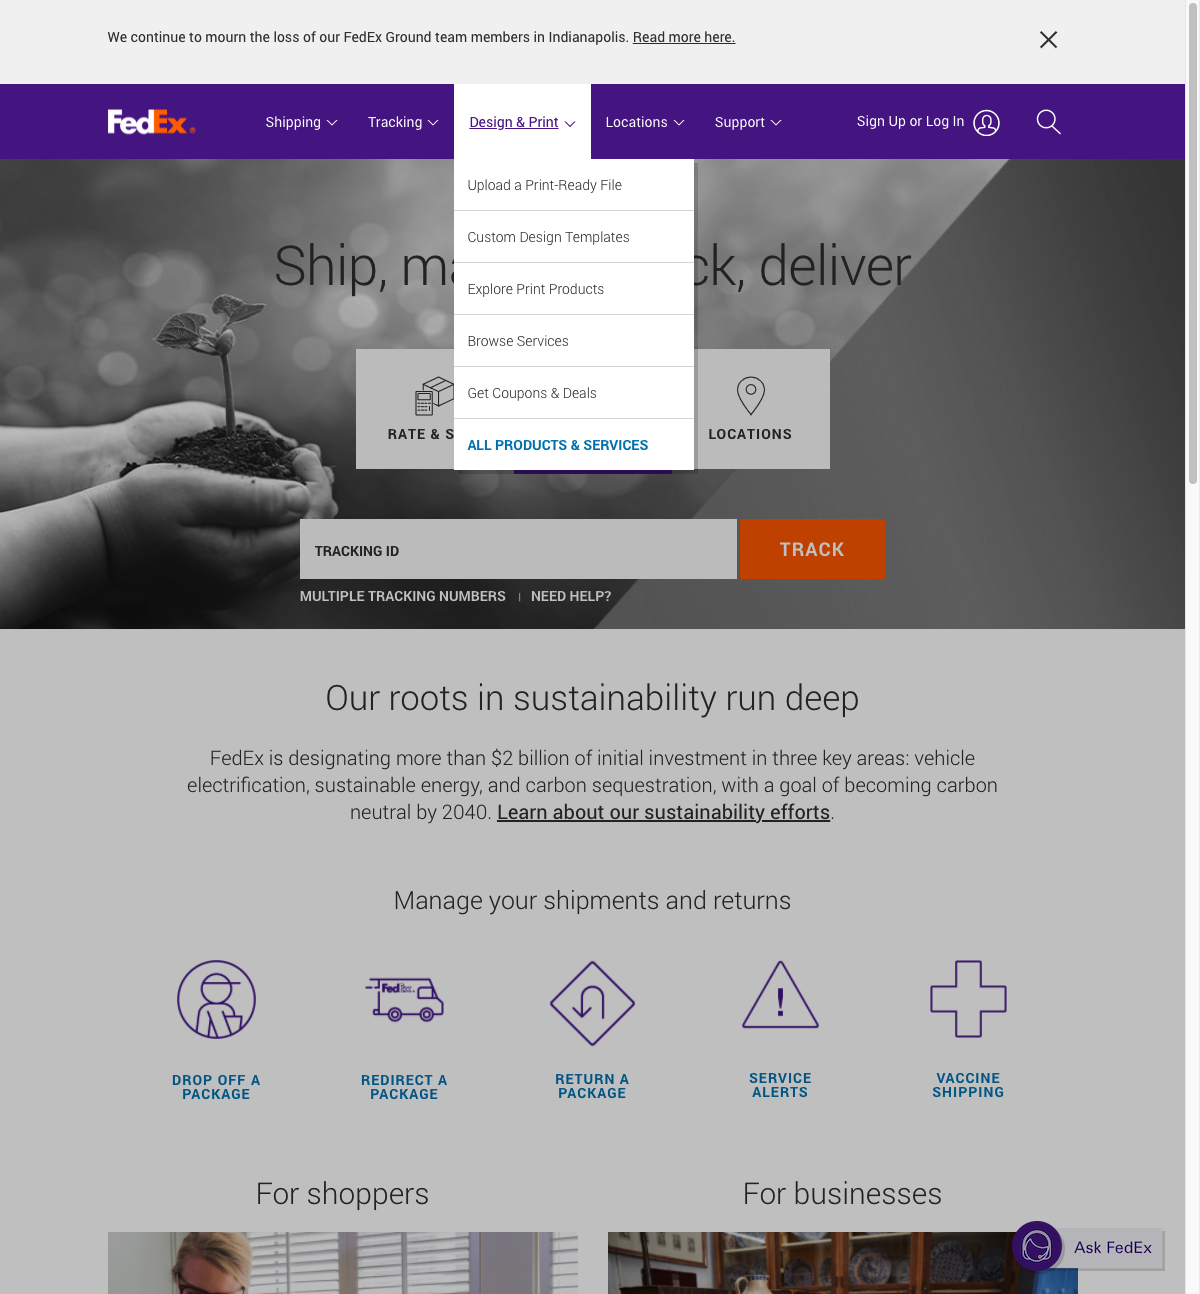 We continue to mourn the loss of our FedEx Ground team members in Indianapolis. Read more here.
FedEx®
Shipping
Tracking
Design & Print
Locations
Support
Sign Up or Log In
Upload a Print-Ready File
Custom Design Templates
Explore Print Products
Browse Services
Get Coupons & Deals
ALL PRODUCTS & SERVICES
Ship, ck, deliver
RATE & S
LOCATIONS
TRACKING ID
TRACK
MULTIPLE TRACKING NUMBERS | NEED HELP?
Our roots in sustainability run deep
FedEx is designating more than $2 billion of initial investment in three key areas: vehicle
electrification, sustainable energy, and carbon sequestration, with a goal of becoming carbon
neutral by 2040. Learn about our sustainability efforts.
Manage your shipments and returns
FedEx
DROP OFF A
PACKAGE
REDIRECT A
PACKAGE
RETURN A
PACKAGE
SERVICE
ALERTS
VACCINE
SHIPPING
For shoppers
For businesses
Ask FedEx